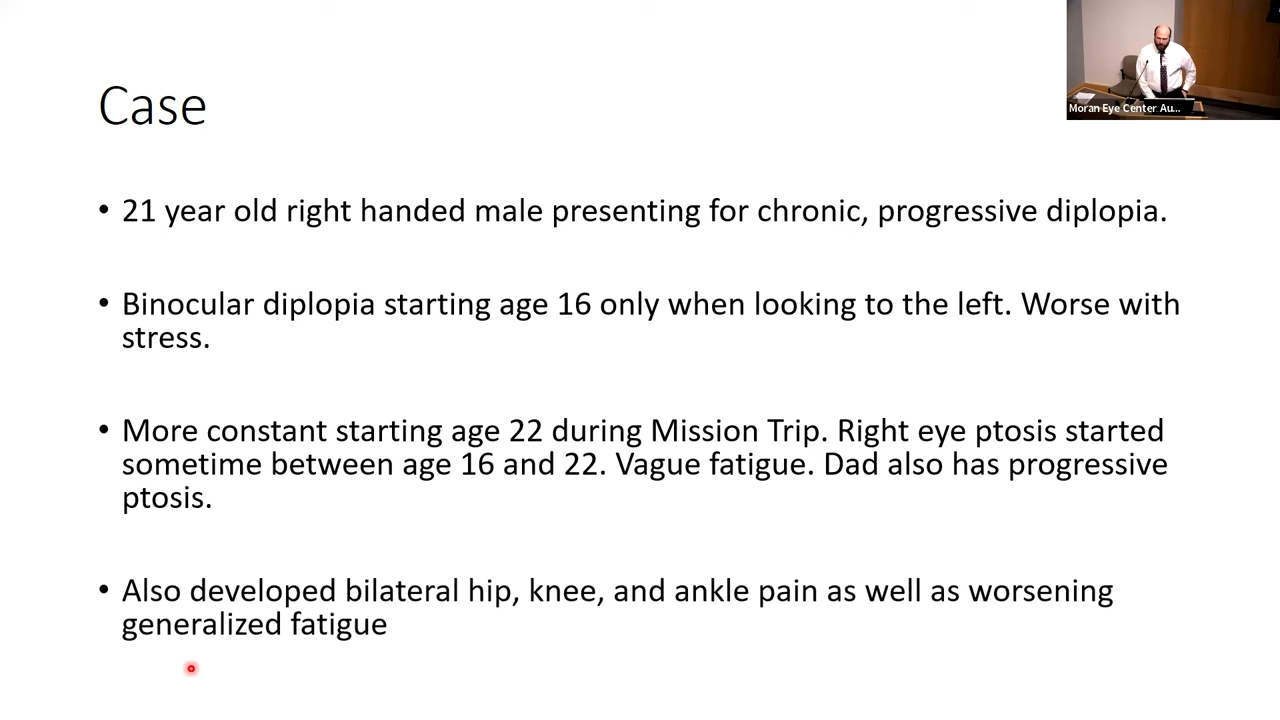 Moran Eye Center Au...
Case
• 21 year old right handed male presenting for chronic, progressive diplopia.
• Binocular diplopia starting age 16 only when looking to the left. Worse with
stress.
• More constant starting age 22 during Mission Trip. Right eye ptosis started
sometime between age 16 and 22. Vague fatigue. Dad also has progressive
ptosis.
• Also developed bilateral hip, knee, and ankle pain as well as worsening
generalized fatigue